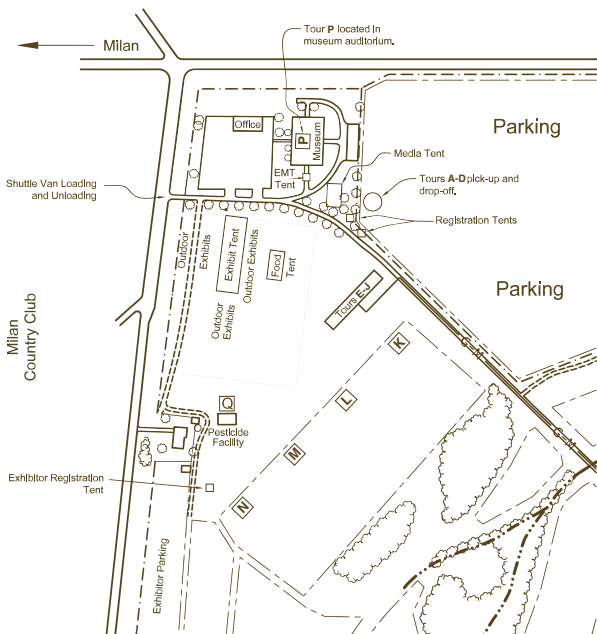 Milan
Tour P located in
museum auditorium.
Parking
Office
P
Museum
EMT
Tent
Media Tent
Shuttle Van Loading
and Unloading
Tours A-D pick-up and
drop-off.
Registration Tents
Outdoor
Exhibits
Exhibit Tent
Outdoor Exhibits
Food
Tent
Parking
Tours E-J
Outdoor
Exhibits
Milan
Country Club
K
G M
L
Q
Pesticide
Facility
G M
M
Exhibitor Registration
Tent
N
Exhibitor Parking